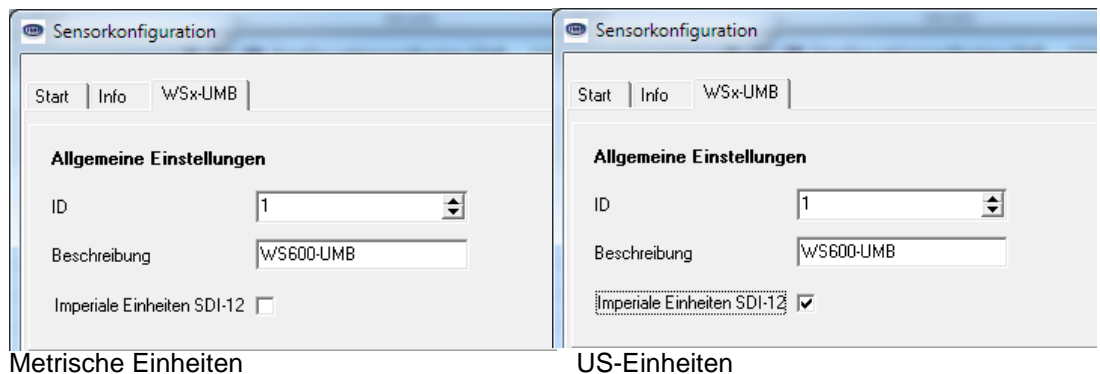 Sensorkonfiguration
Start Info WSx-UMB
Allgemeine Einstellungen
ID 1
Beschreibung WS600-UMB
Imperiale Einheiten SDI-12
Metrische Einheiten
Sensorkonfiguration
Start Info WSx-UMB
Allgemeine Einstellungen
ID 1
Beschreibung WS600-UMB
Imperiale Einheiten SDI-12
US-Einheiten